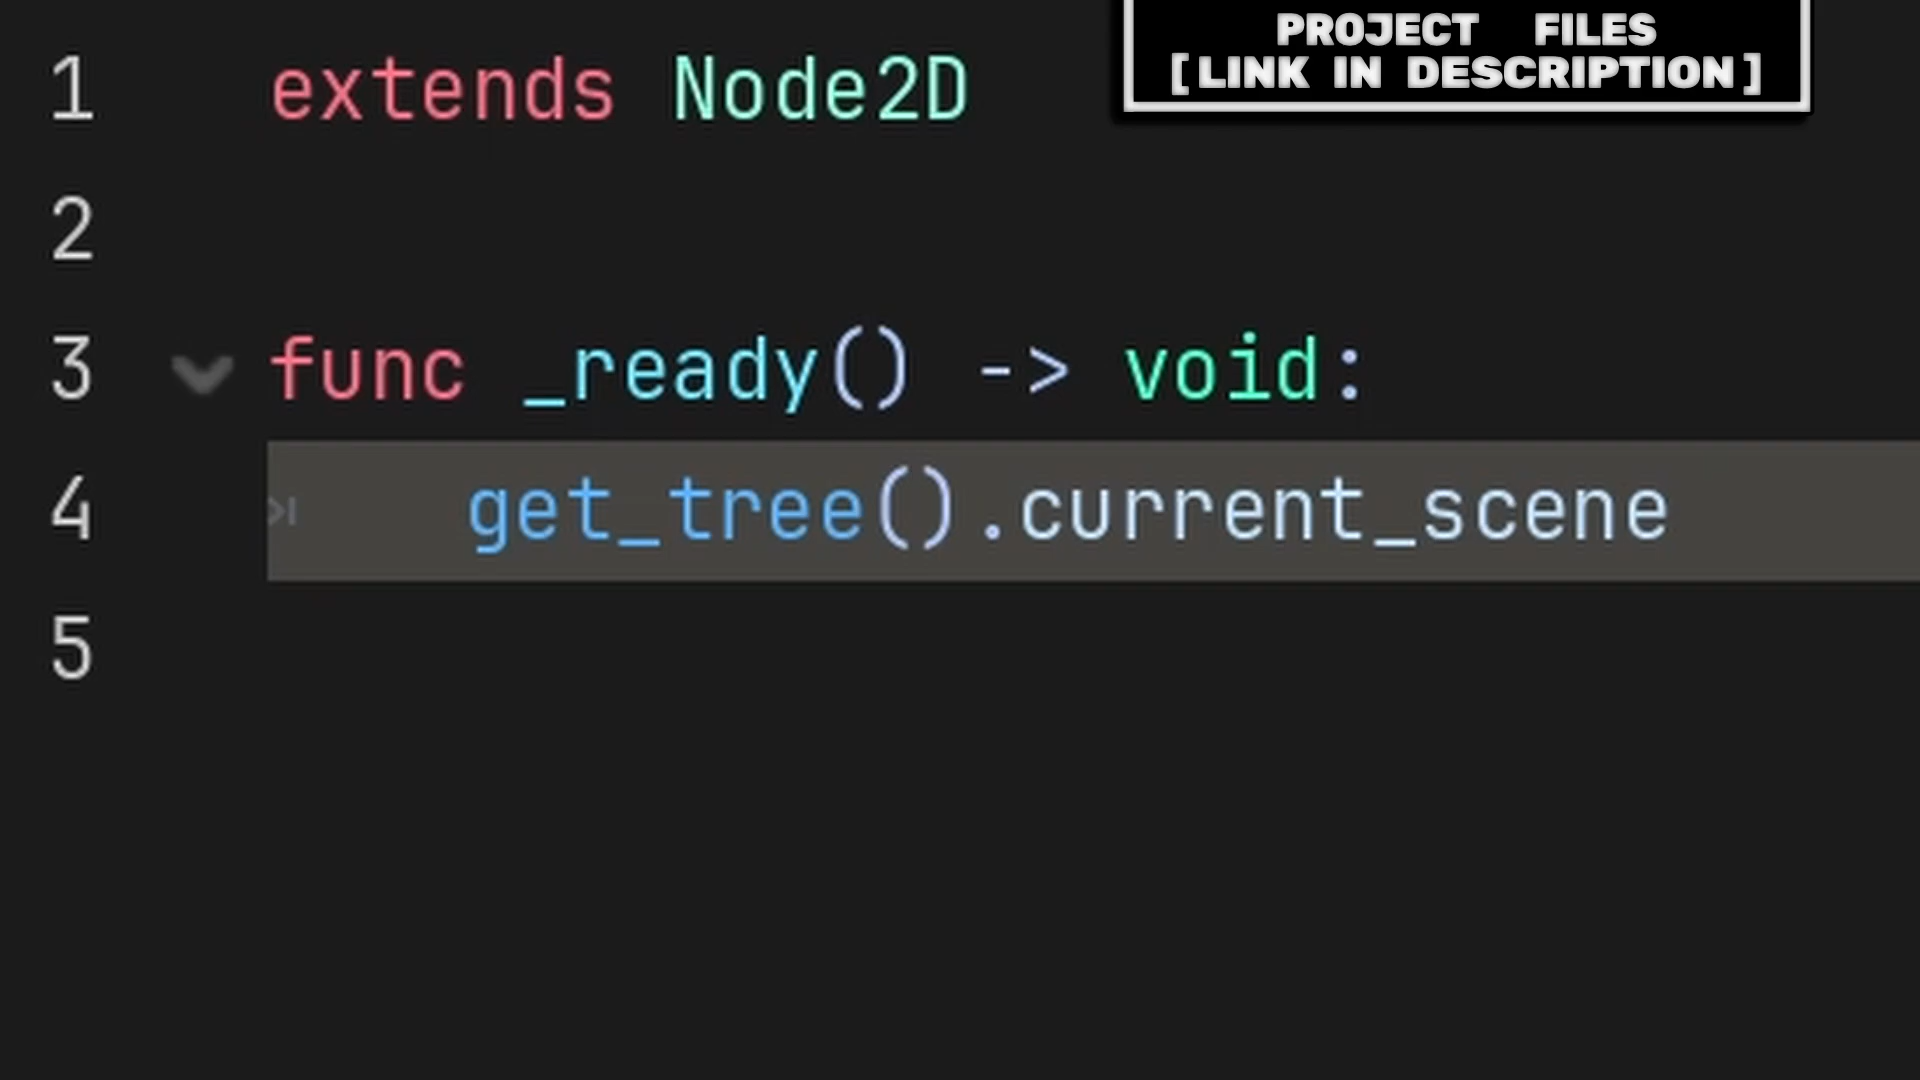 PROJECT FILES
[LINK IN DESCRIPTION]
1 extends Node2D
2
3 func _ready() -> void:
4 get_tree().current_scene
5